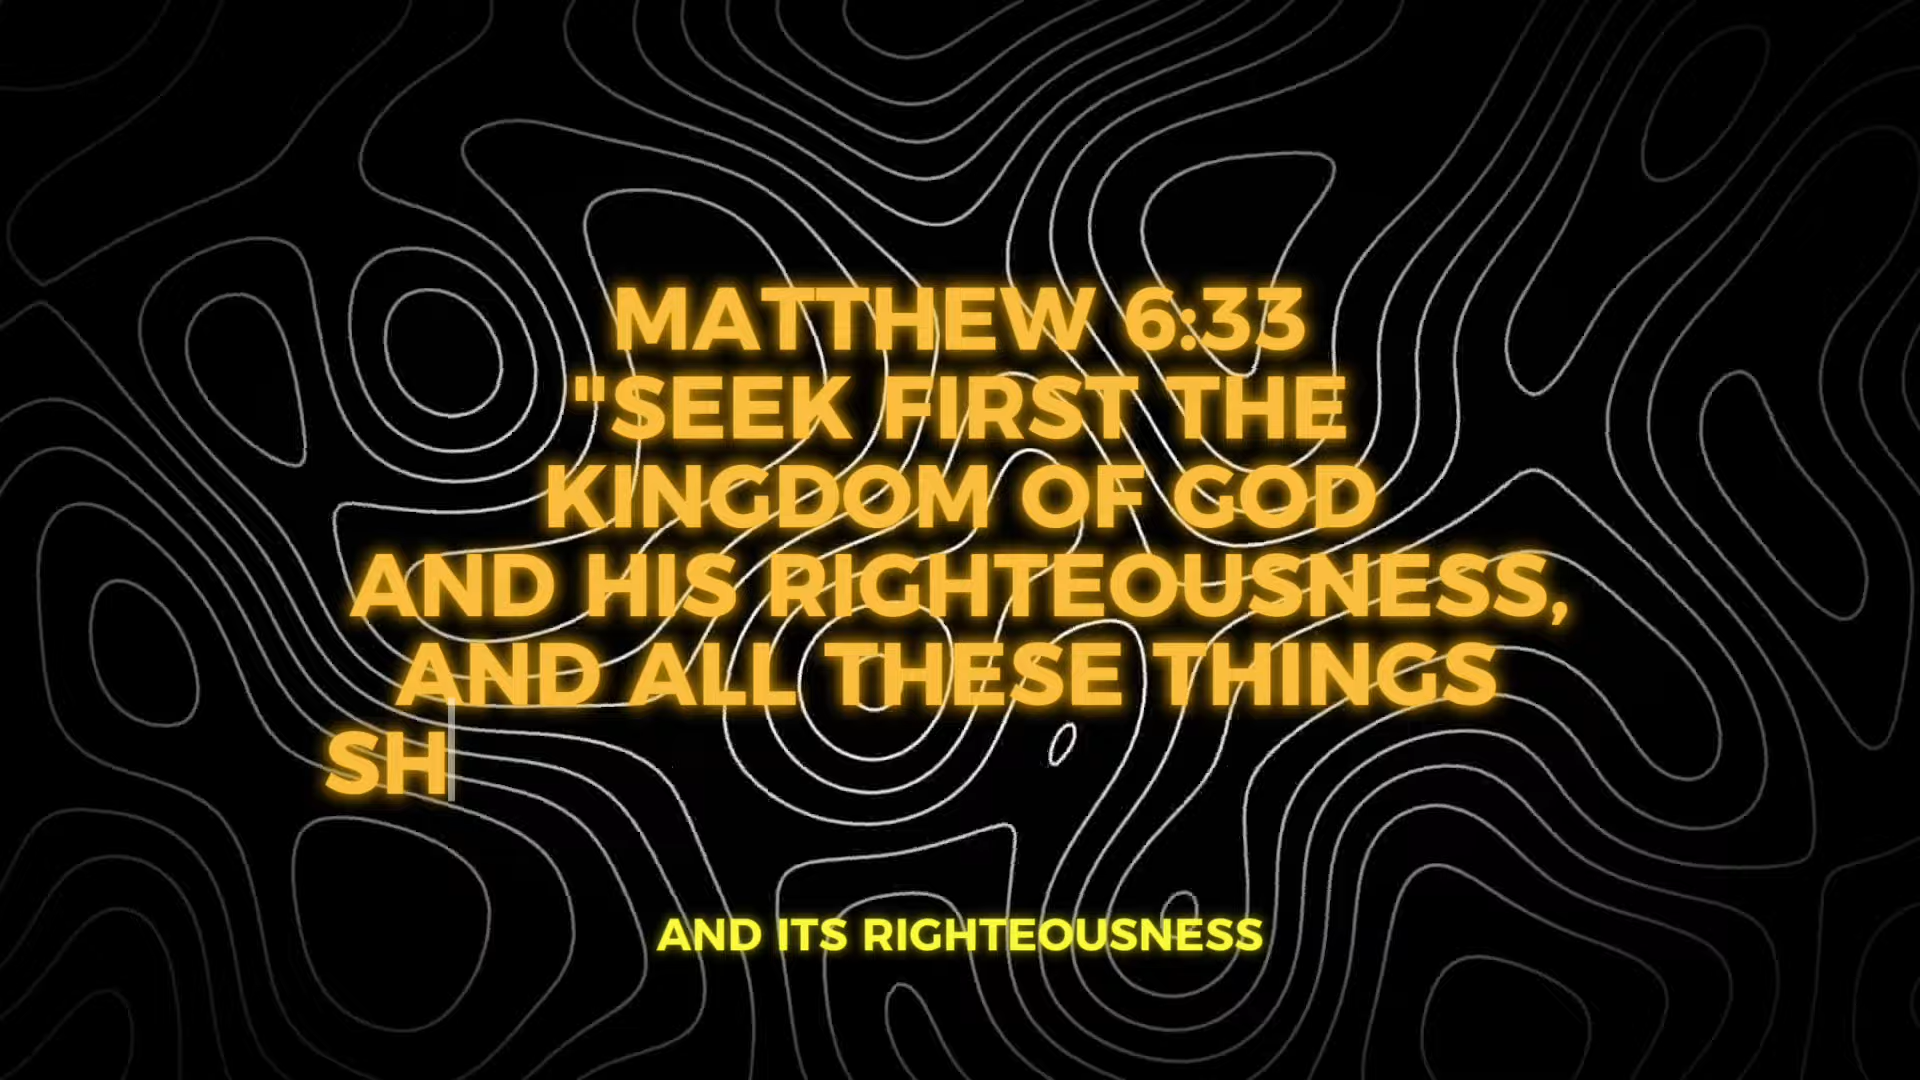 MATTHEW 6:33
"SEEK FIRST THE
KINGDOM OF GOD
AND HIS RIGHTEOUSNESS,
AND ALL THESE THINGS
SH
AND ITS RIGHTEOUSNESS